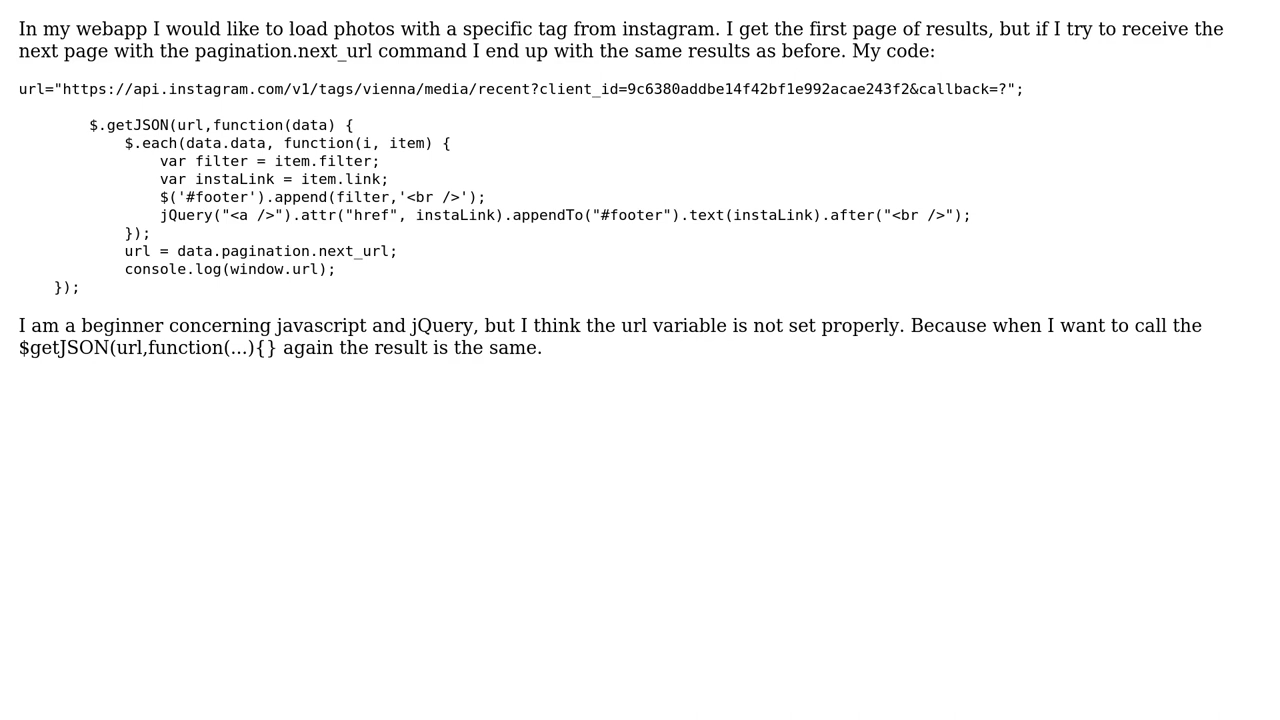 In my webapp I would like to load photos with a specific tag from instagram. I get the first page of results, but if I try to receive the
next page with the pagination.next_url command I end up with the same results as before. My code:
url="https://api.instagram.com/v1/tags/vienna/media/recent?client_id=9c6380addbe14f42bf1e992acae243f2&callback=?";
$.getJSON(url,function(data) {
$.each(data.data, function(i, item) {
var filter = item.filter;
var instaLink = item.link;
$('#footer').append(filter,'<br />');
jQuery("<a />").attr("href", instaLink).appendTo("#footer").text(instaLink).after("<br />");
});
url = data.pagination.next_url;
console.log(window.url);
});
I am a beginner concerning javascript and jQuery, but I think the url variable is not set properly. Because when I want to call the
$getJSON(url,function(...){} again the result is the same.